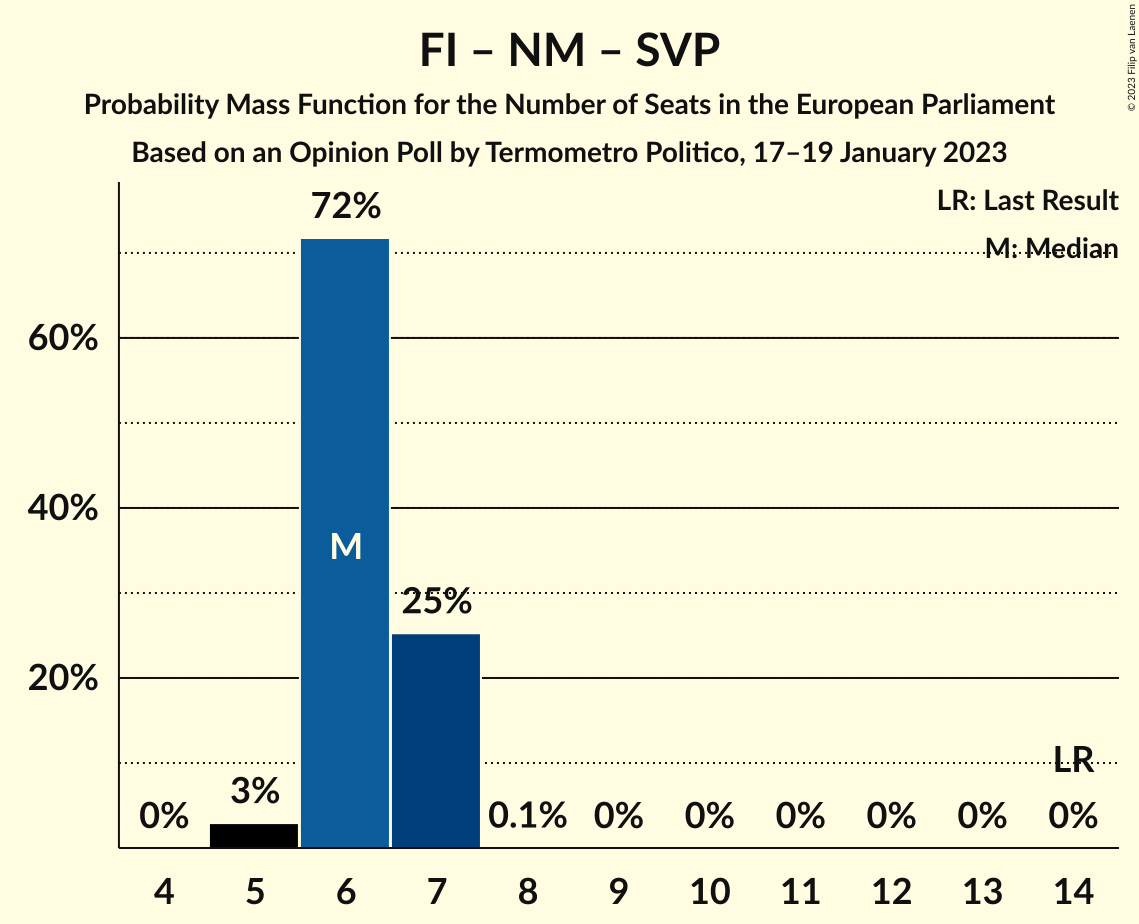 FI – NM – SVP
Probability Mass Function for the Number of Seats in the European Parliament
Based on an Opinion Poll by Termometro Politico, 17–19 January 2023
© 2023 Filip van Laenen
LR: Last Result
M: Median
72%
60%
40%
M
25%
20%
LR
0%
3%
0.1%
0%
0%
0%
0%
0%
0%
4 5 6 7 8 9 10 11 12 13 14